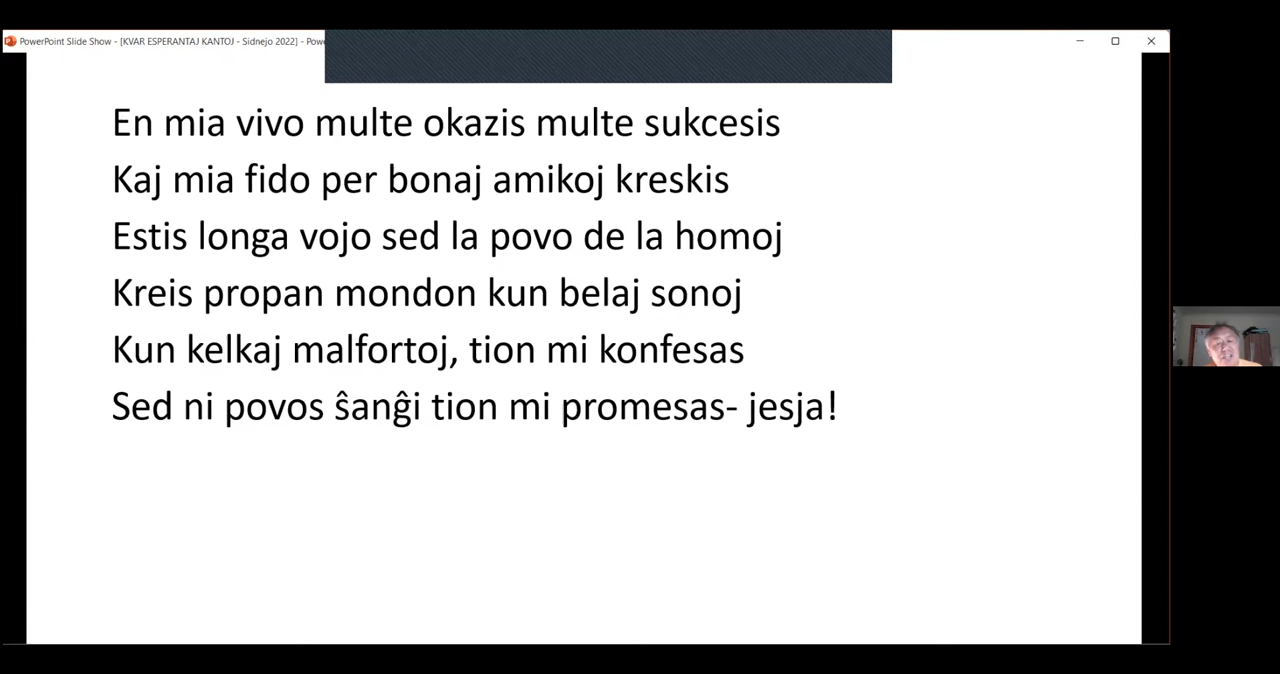 PowerPoint Slide Show - [KVAR ESPERANTAJ KANTOJ - Sidnejo 2022] - Powe
En mia vivo multe okazis multe sukcesis
Kaj mia fido per bonaj amikoj kreskis
Estis longa vojo sed la povo de la homoj
Kreis propan mondon kun belaj sonoj
Kun kelkaj malfortoj, tion mi konfesas
Sed ni povos ŝanĝi tion mi promesas- jesja!